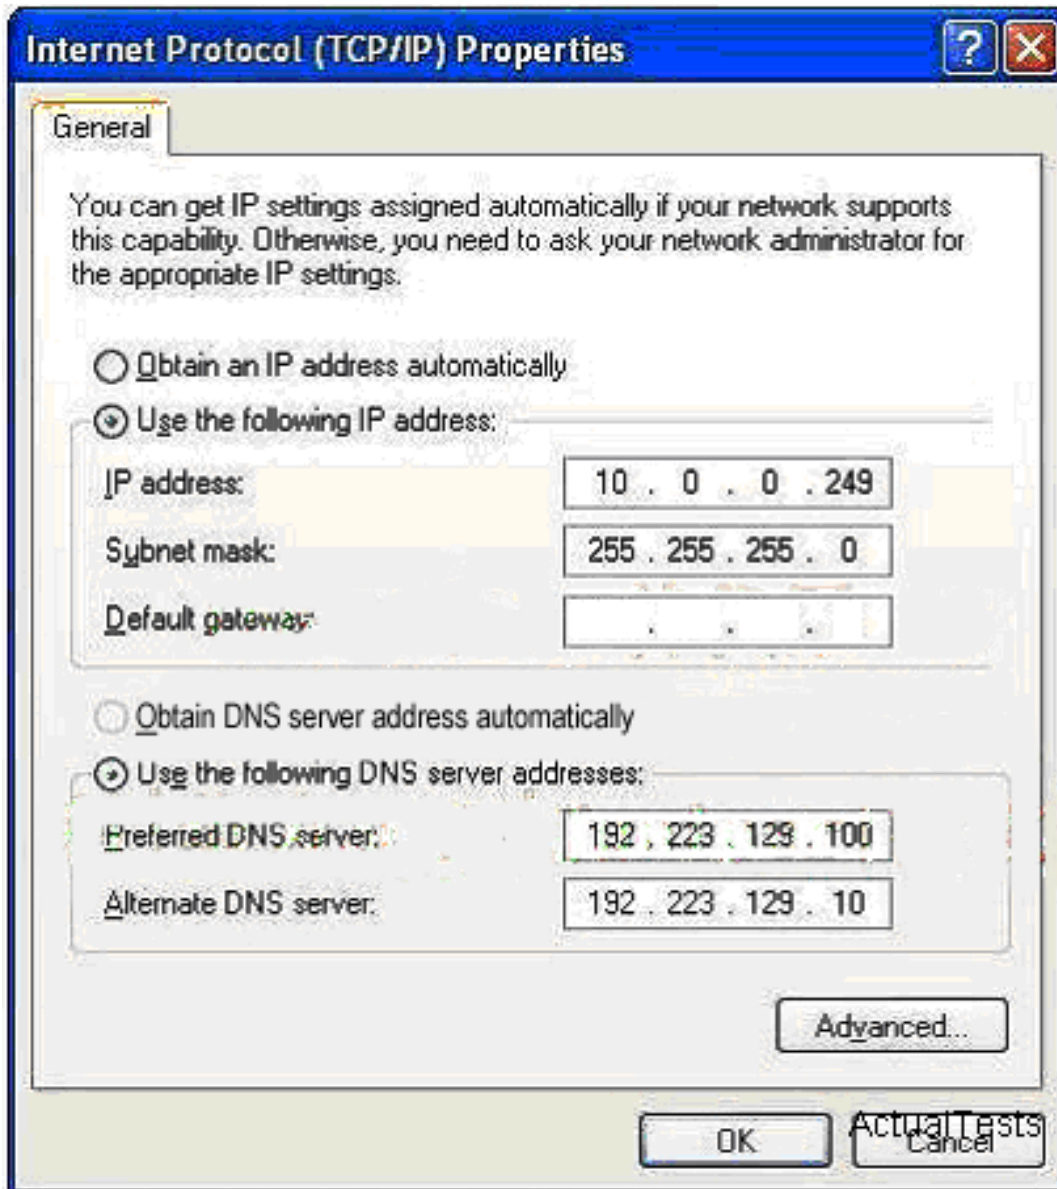 Internet Protocol (TCP/IP) Properties
General
You can get IP settings assigned automatically if your network supports
this capability. Otherwise, you need to ask your network administrator for
the appropriate IP settings.
Obtain an IP address automatically
Use the following IP address:
IP address: 10 . 0 . 0 . 249
Subnet mask: 255 . 255 . 255 . 0
Default gateway: . . .
Obtain DNS server address automatically
Use the following DNS server addresses:
Preferred DNS server: 192 . 223 . 129 . 100
Alternate DNS server: 192 . 223 . 129 . 10
Advanced...
OK
Cancel
ActualTests